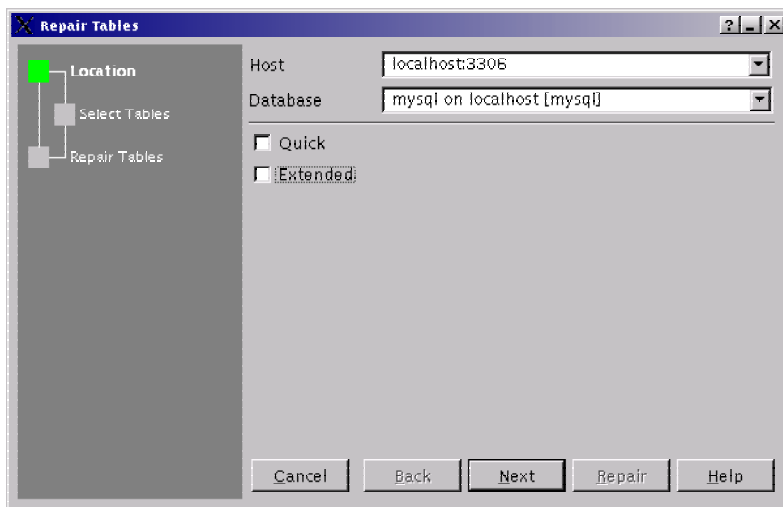 Repair Tables
Location
Select Tables
Repair Tables
Host
localhost:3306
Database
mysql on localhost [mysql]
Quick
Extended
Cancel
Back
Next
Repair
Help